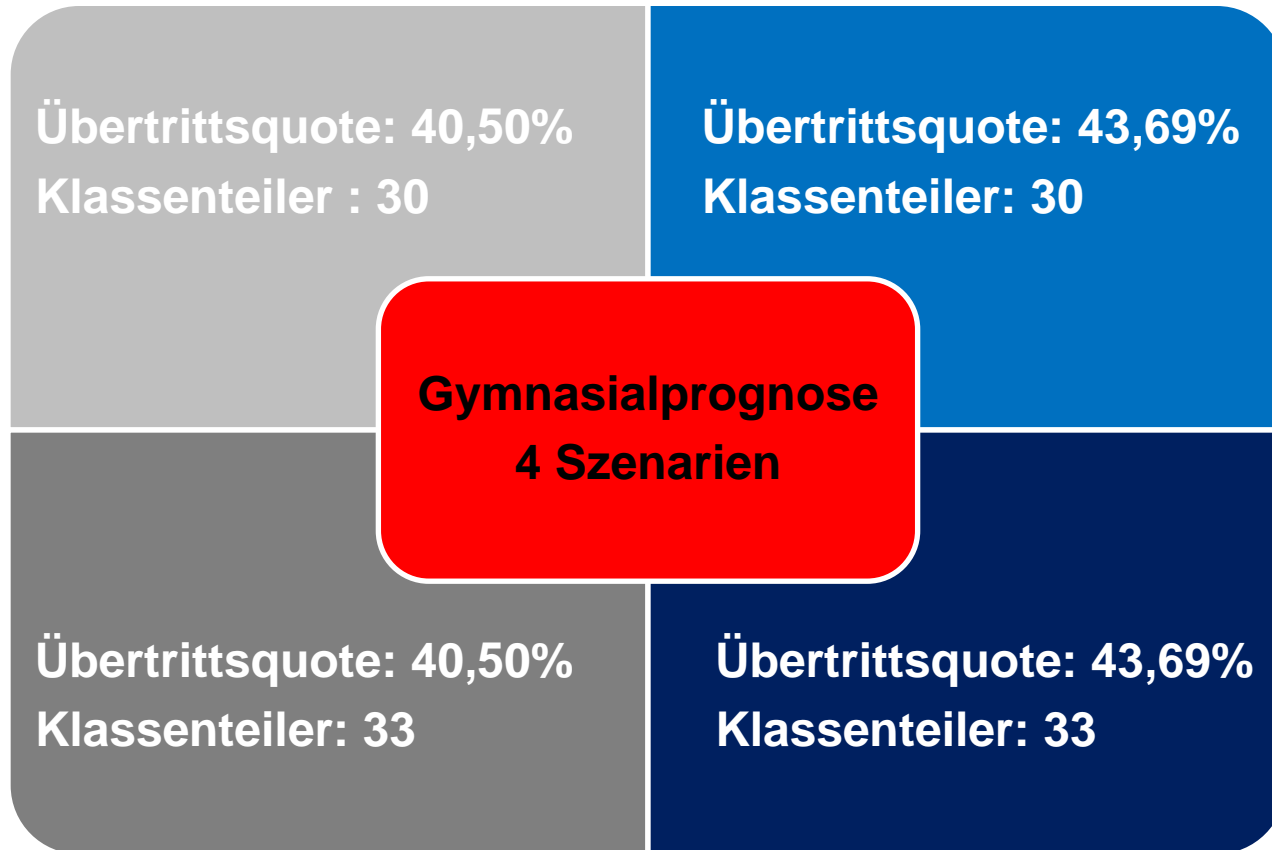 Übertrittsquote: 40,50%
Klassenteiler : 30
Übertrittsquote: 43,69%
Klassenteiler: 30
Gymnasialprognose
4 Szenarien
Übertrittsquote: 40,50%
Klassenteiler: 33
Übertrittsquote: 43,69%
Klassenteiler: 33